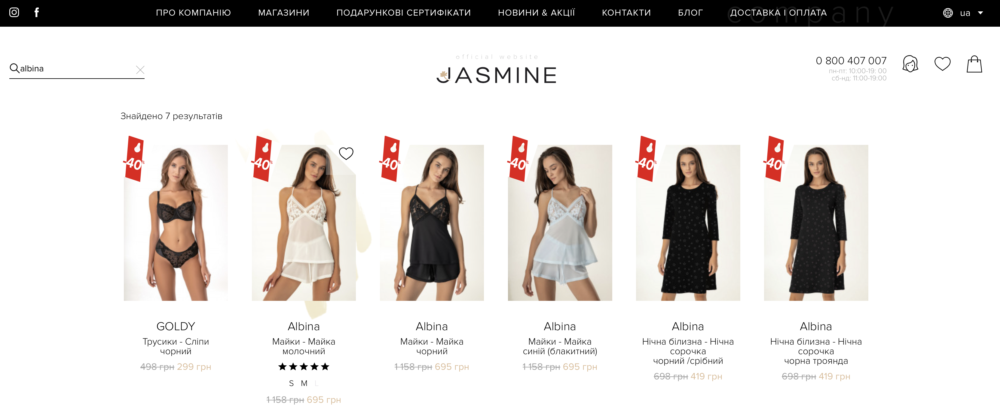 ПРО КОМПАНІЮ МАГАЗИНИ ПОДАРУНКОВІ СЕРТИФІКАТИ НОВИНИ & АКЦІЇ КОНТАКТИ БЛОГ ДОСТАВКА І ОПЛАТА ua
company
official website
JASMINE
albina
0 800 407 007
пн-пт: 10:00-19: 00
сб-нд: 11:00-19:00
Знайдено 7 результатів
-40% -40% -40% -40% -40% -40%
GOLDY
Трусики - Сліпи
чорний
498 грн 299 грн
Albina
Майки - Майка
молочний
S M L
1 158 грн 695 грн
Albina
Майки - Майка
чорний
1 158 грн 695 грн
Albina
Майки - Майка
синій (блакитний)
1 158 грн 695 грн
Albina
Нічна білизна - Нічна
сорочка
чорний /срібний
698 грн 419 грн
Albina
Нічна білизна - Нічна
сорочка
чорна троянда
698 грн 419 грн